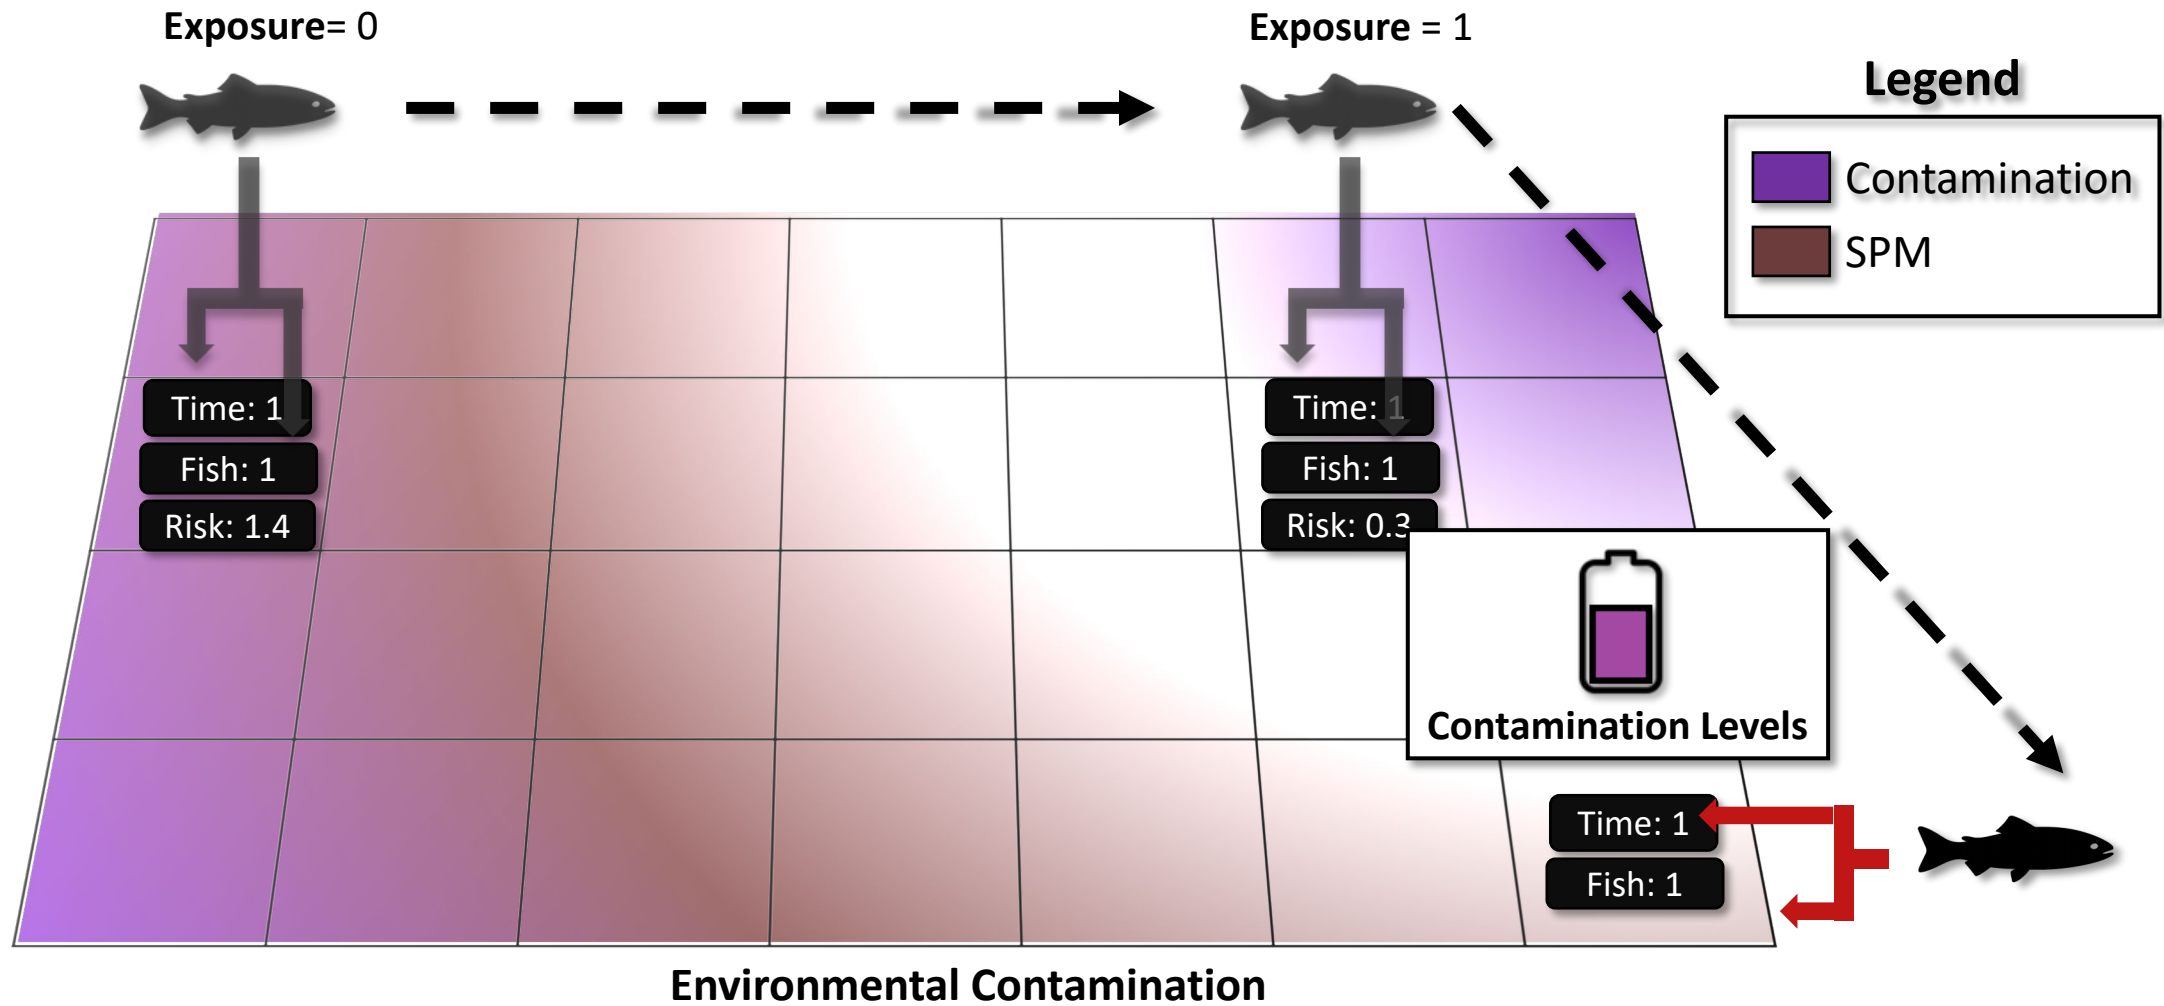 Exposure= 0
Exposure = 1
Legend
Contamination
SPM
Time: 1
Fish: 1
Risk: 1.4
Time: 1
Fish: 1
Risk: 0.3
Contamination Levels
Time: 1
Fish: 1
Environmental Contamination